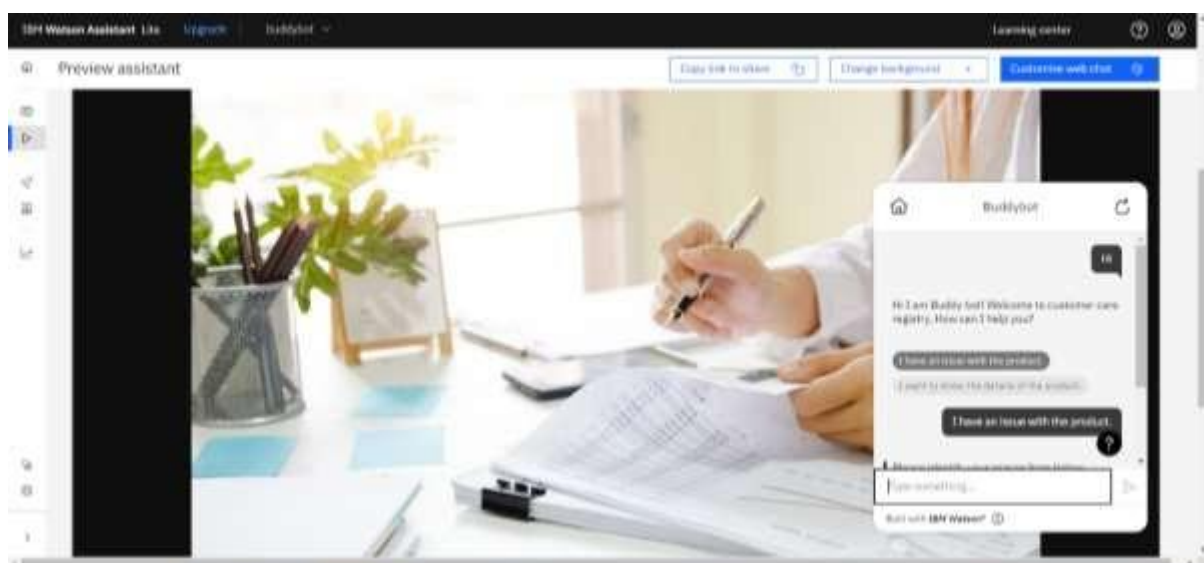 IBM Watson Assistant Lite Upgrade buddybot Learning center
Preview assistant Copy link to share Change background Customize web chat
Buddybot
Hi
Hi I am Buddy bot! Welcome to customer care
registry, How can I help you?
I have an issue with the product.
I want to know the details of the product.
I have an issue with the product.
Type something...
Built with IBM Watson®